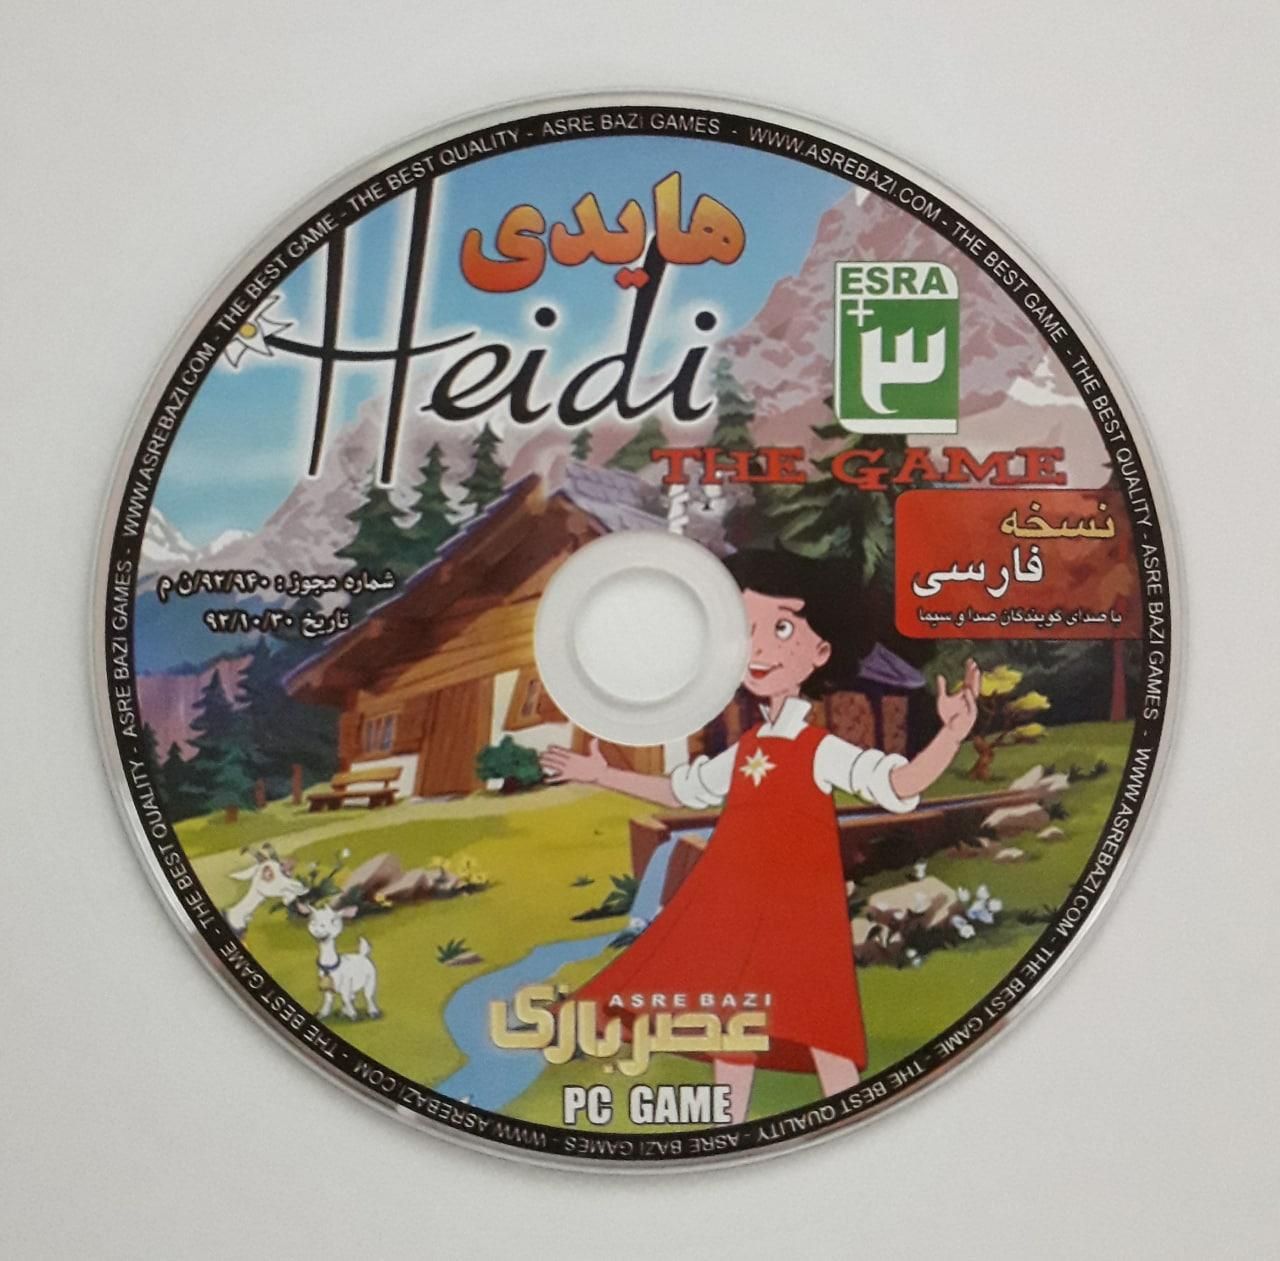 THE BEST GAME - THE BEST QUALITY - ASRE BAZI GAMES - WWW.ASREBAZI.COM - THE BEST GAME - THE BEST QUALITY - ASRE BAZI GAMES - WWW.ASREBAZI.COM - THE BEST GAME - THE BEST QUALITY - ASRE BAZI GAMES - WWW.ASREBAZI.COM - THE BEST GAME - THE BEST QUALITY - ASRE BAZI GAMES - WWW.ASREBAZI.COM -
هایدی
Heidi
ESRA
+۳
THE GAME
نسخه
فارسی
با صدای گویندگان صدا و سیما
شماره مجوز : ۹۲/۹۴۰/ن م
تاریخ ۹۲/۱۰/۳۰
ASRE BAZI
عصر بازی
PC GAME